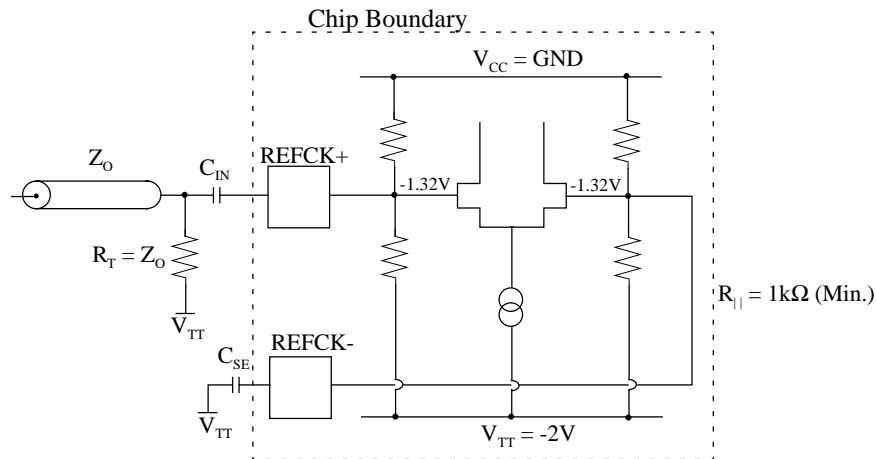 Chip Boundary
V_CC = GND
Z_O
C_IN
REFCK+
-1.32V
-1.32V
R_T = Z_O
V_TT
R_|| = 1kΩ (Min.)
C_SE
REFCK-
V_TT
V_TT = -2V